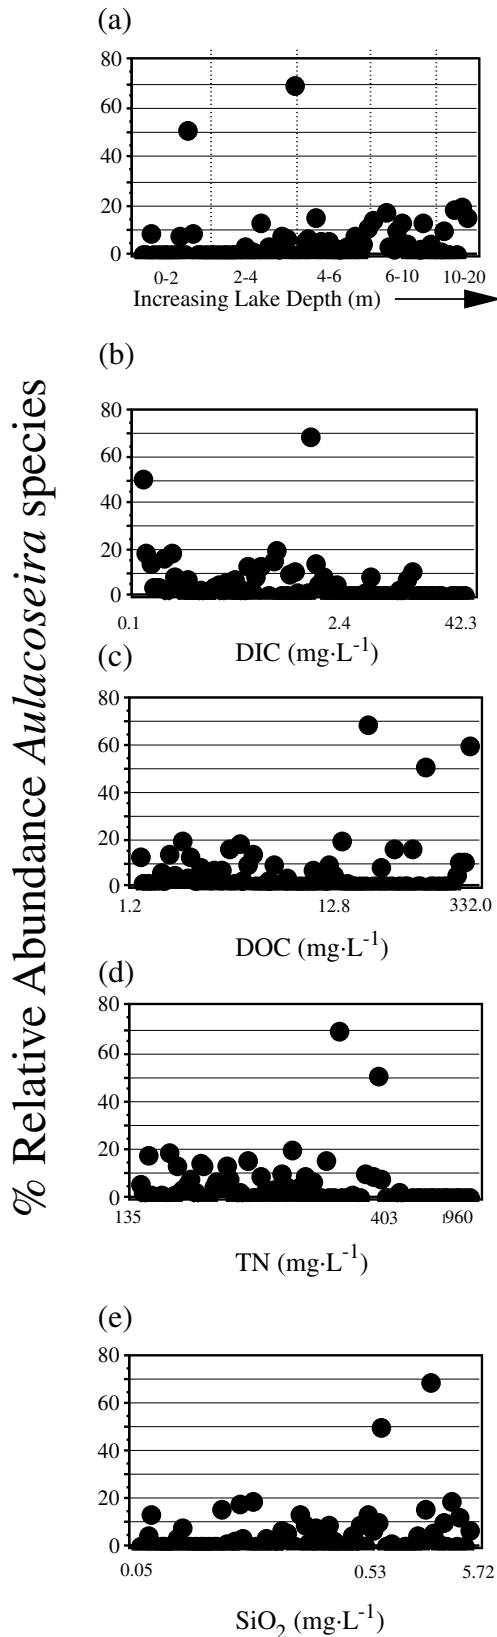 % Relative Abundance Aulacoseira species
(a)
80
60
40
20
0
0-2 2-4 4-6 6-10 10-20
Increasing Lake Depth (m)
(b)
80
60
40
20
0
0.1 2.4 42.3
DIC (mg·L-1)
(c)
80
60
40
20
0
1.2 12.8 332.0
DOC (mg·L-1)
(d)
80
60
40
20
0
135 403 1960
TN (mg·L-1)
(e)
80
60
40
20
0
0.05 0.53 5.72
SiO2 (mg·L-1)